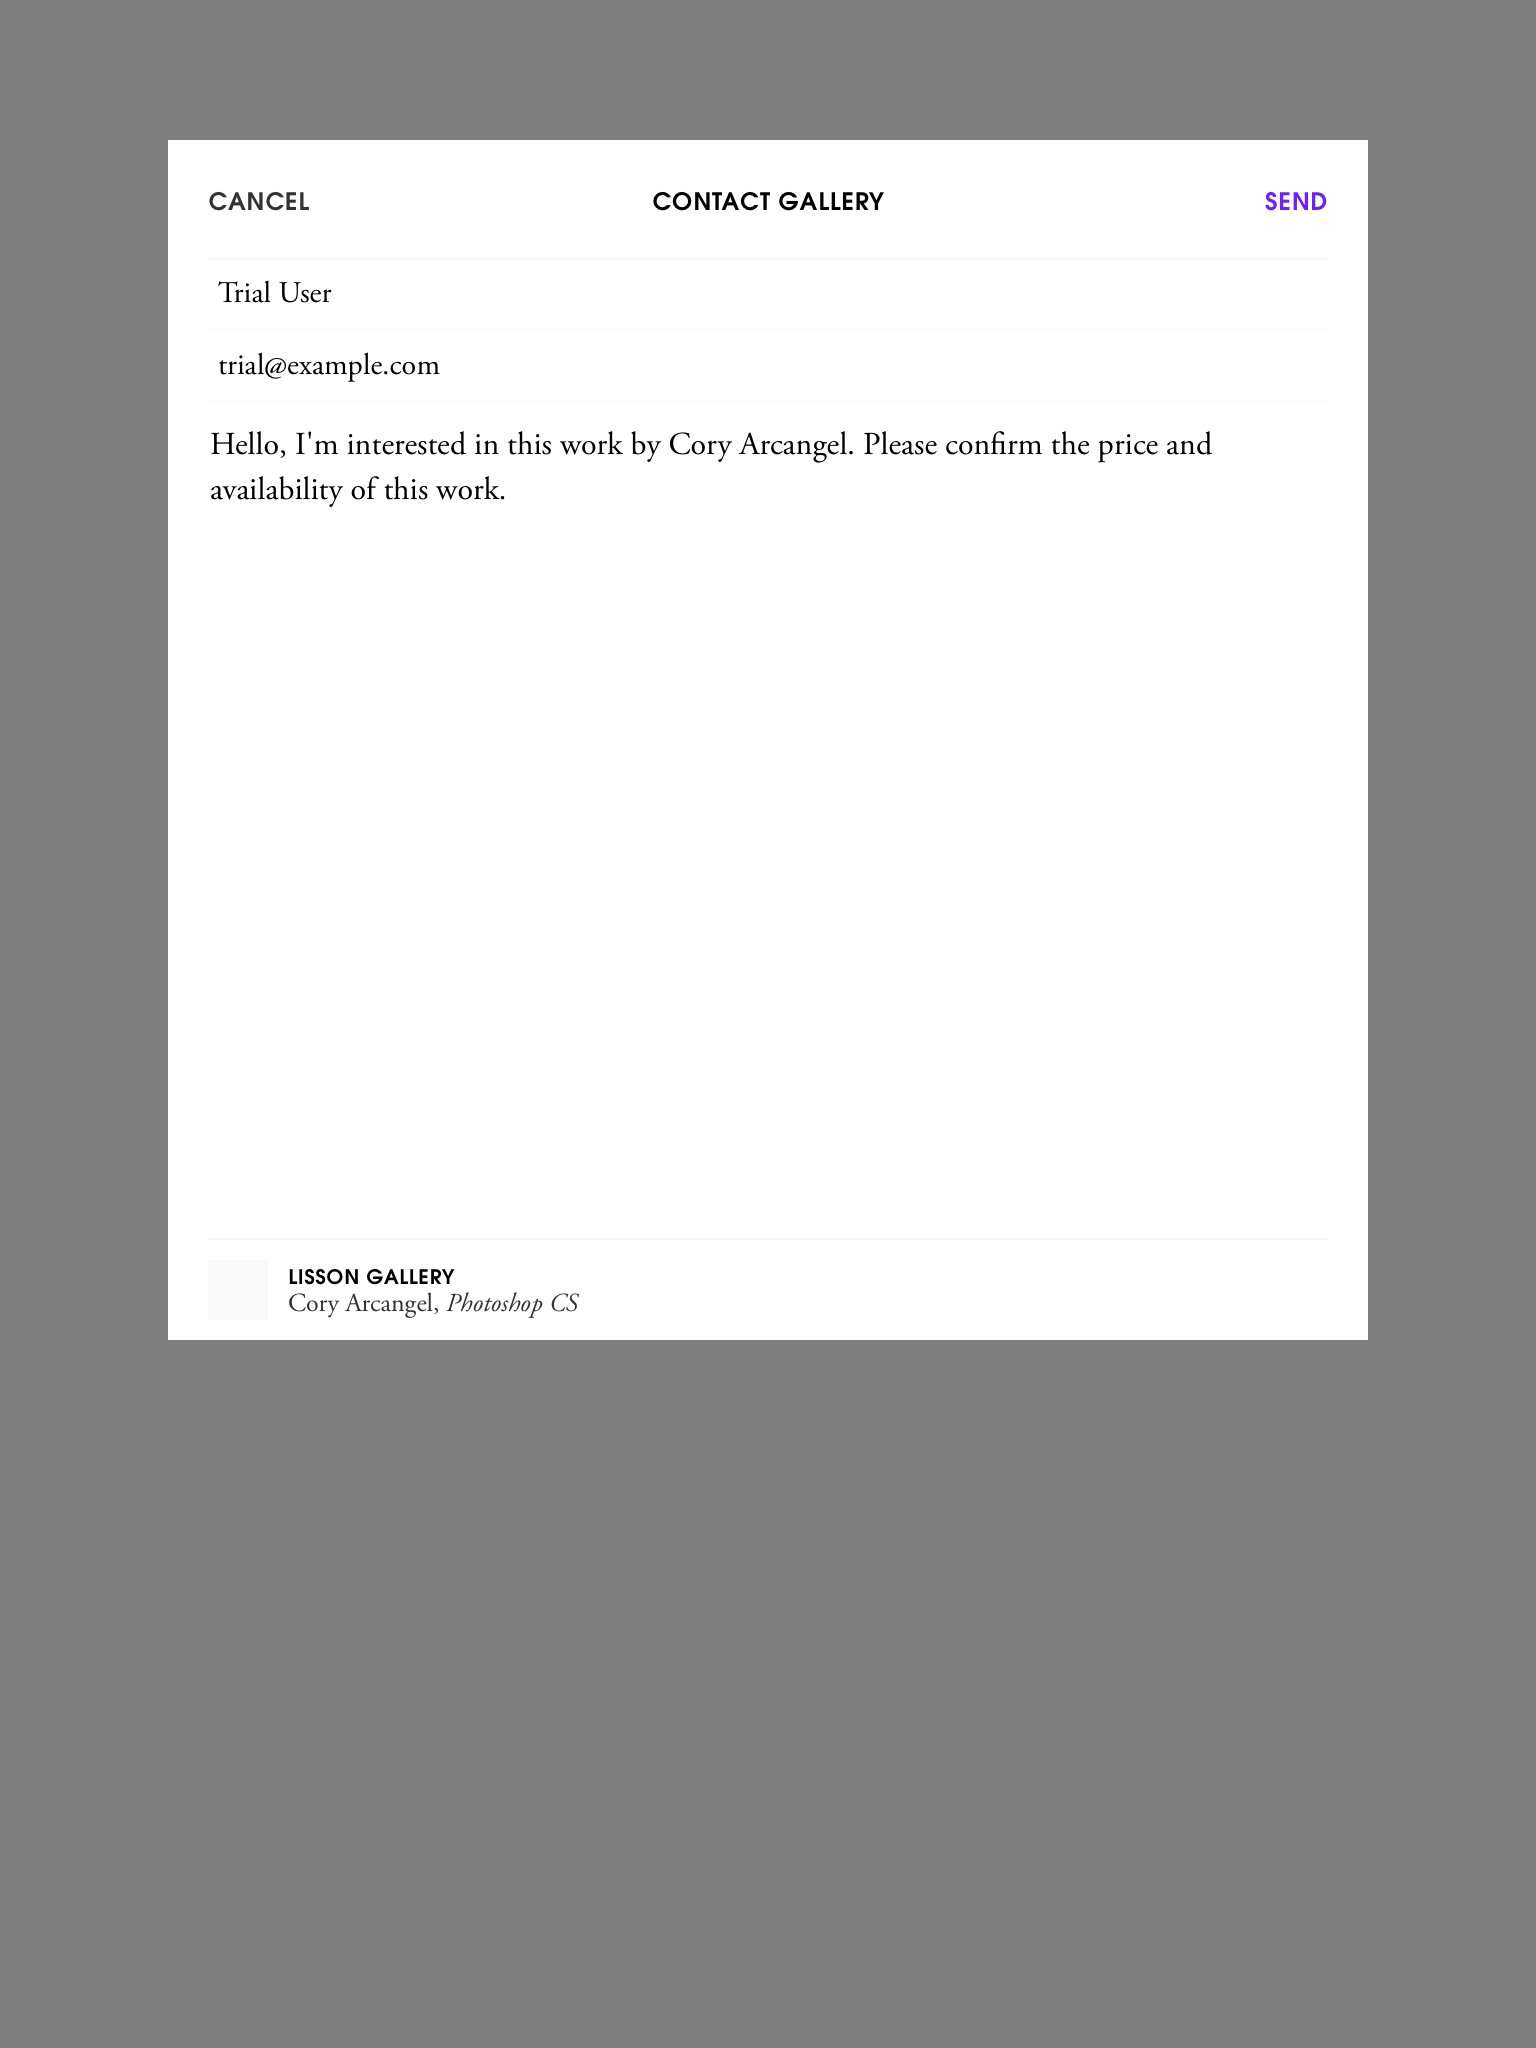 CANCEL
CONTACT GALLERY
SEND
Trial User
trial@example.com
Hello, I'm interested in this work by Cory Arcangel. Please confirm the price and
availability of this work.
LISSON GALLERY
Cory Arcangel, Photoshop CS